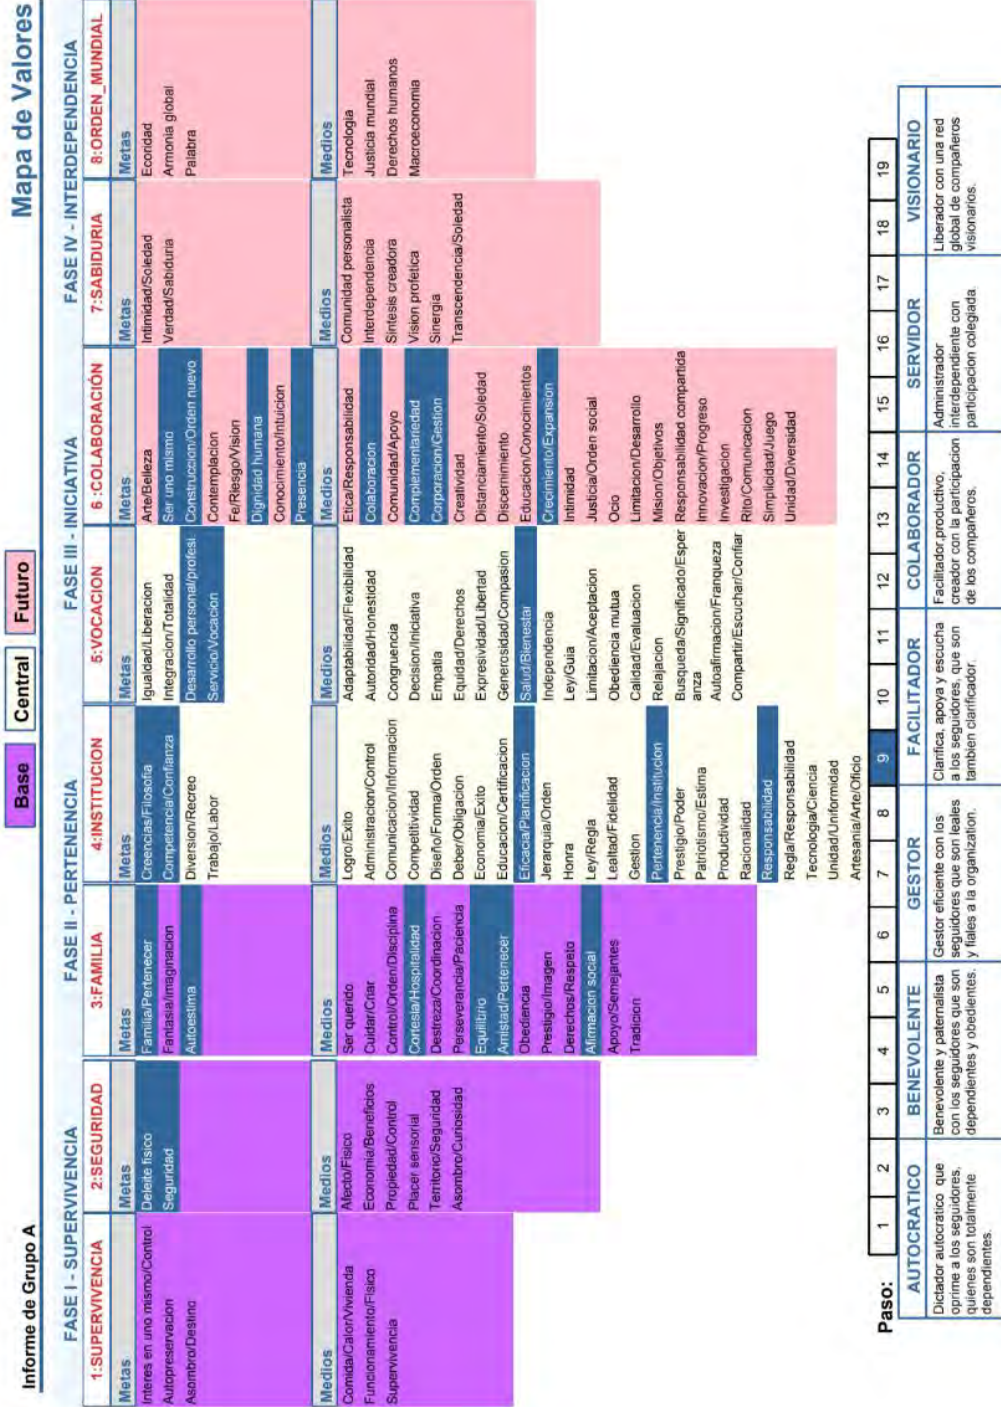 Informe de Grupo A
Base
Central
Futuro
Mapa de Valores
FASE I - SUPERVIVENCIA
FASE II - PERTENENCIA
FASE III - INICIATIVA
FASE IV - INTERDEPENDENCIA
1:SUPERVIVENCIA
Metas
Interes en uno mismo/Control
Autopreservacion
Asombro/Destino
Medios
Comida/Calor/Vivienda
Funcionamiento/Fisico
Supervivencia
2:SEGURIDAD
Metas
Deleite fisico
Seguridad
Medios
Afecto/Fisico
Economia/Beneficios
Propiedad/Control
Placer sensorial
Territorio/Seguridad
Asombro/Curiosidad
3:FAMILIA
Metas
Familia/Pertenecer
Fantasia/Imaginacion
Autoestima
Medios
Ser querido
Cuidar/Criar
Control/Orden/Disciplina
Cortesia/Hospitalidad
Destreza/Coordinacion
Perseverancia/Paciencia
Equilibrio
Amistad/Pertenecer
Obediencia
Prestigio/Imagen
Derechos/Respeto
Afirmacion social
Apoyo/Semejantes
Tradicion
4:INSTITUCION
Metas
Creencias/Filosofia
Competencia/Confianza
Diversion/Recreo
Trabajo/Labor
Medios
Logro/Exito
Administracion/Control
Comunicacion/Informacion
Competitividad
Diseño/Forma/Orden
Deber/Obligacion
Economia/Exito
Educacion/Certificacion
Eficacia/Planificacion
Jerarquia/Orden
Honra
Ley/Regla
Lealtad/Fidelidad
Gestion
Pertenencia/Institucion
Prestigio/Poder
Patriotismo/Estima
Productividad
Racionalidad
Responsabilidad
Regla/Responsabilidad
Tecnologia/Ciencia
Unidad/Uniformidad
Artesania/Arte/Oficio
5:VOCACION
Metas
Igualdad/Liberacion
Integracion/Totalidad
Desarrollo personal/profesi
Servicio/Vocacion
Medios
Adaptabilidad/Flexibilidad
Autoridad/Honestidad
Congruencia
Decision/Iniciativa
Empatia
Equidad/Derechos
Expresividad/Libertad
Generosidad/Compasion
Salud/Bienestar
Independencia
Ley/Guia
Limitacion/Aceptacion
Obediencia mutua
Calidad/Evaluacion
Relajacion
Busqueda/Significado/Esper
anza
Autoafirmacion/Franqueza
Compartir/Escuchar/Confiar
6 :COLABORACIÓN
Metas
Arte/Belleza
Ser uno mismo
Construccion/Orden nuevo
Contemplacion
Fe/Riesgo/Vision
Dignidad humana
Conocimiento/Intuicion
Presencia
Medios
Etica/Responsabilidad
Colaboracion
Comunidad/Apoyo
Complementariedad
Corporacion/Gestion
Creatividad
Distanciamiento/Soledad
Discernimiento
Educacion/Conocimientos
Crecimiento/Expansion
Intimidad
Justicia/Orden social
Ocio
Limitacion/Desarrollo
Mision/Objetivos
Responsabilidad compartida
Innovacion/Progreso
Investigacion
Rito/Comunicacion
Simplicidad/Juego
Unidad/Diversidad
7:SABIDURIA
Metas
Intimidad/Soledad
Verdad/Sabiduria
Medios
Comunidad personalista
Interdependencia
Sintesis creadora
Vision profetica
Sinergia
Transcendencia/Soledad
8:ORDEN_MUNDIAL
Metas
Ecoridad
Armonia global
Palabra
Medios
Tecnologia
Justicia mundial
Derechos humanos
Macroeconomia
Paso:
1 2 3 4 5 6 7 8 9 10 11 12 13 14 15 16 17 18 19
AUTOCRATICO
Dictador autocratico que
oprime a los seguidores,
quienes son totalmente
dependientes.
BENEVOLENTE
Benevolente y paternalista
con los seguidores que son
dependientes y obedientes.
GESTOR
Gestor eficiente con los
seguidores que son leales
y fiales a la organization.
FACILITADOR
Clarifica, apoya y escucha
a los seguidores, que son
tambien clarificador.
COLABORADOR
Facilitador,productivo,
creador con la participacion
de los compañeros.
SERVIDOR
Administrador
interdependiente con
participacion colegiada.
VISIONARIO
Liberador con una red
global de compañeros
visionarios.